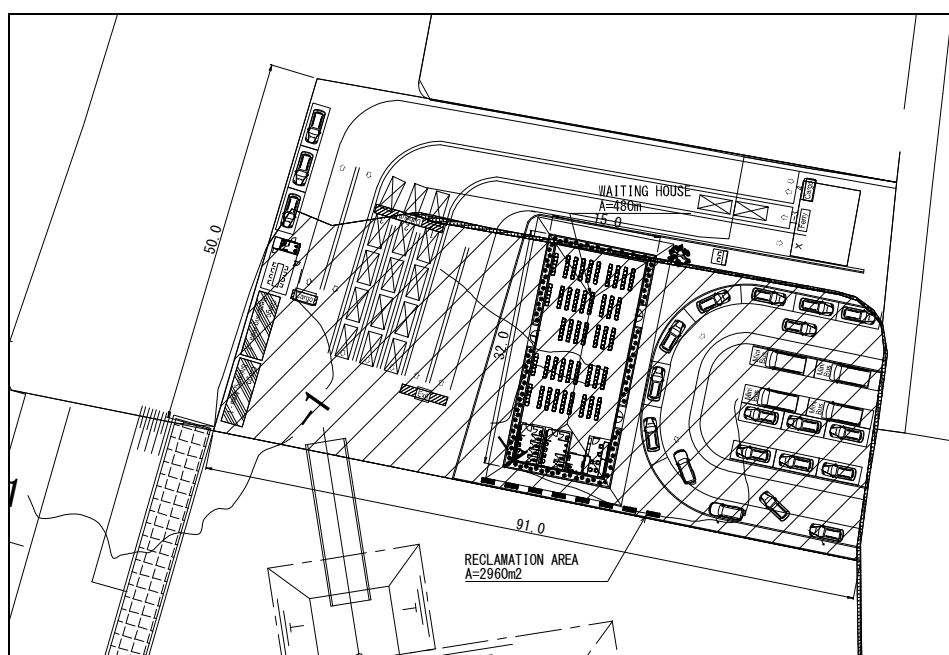 WAITING HOUSE
A=480m
15.0
50.0
32.0
91.0
RECLAMATION AREA
A=2960m2